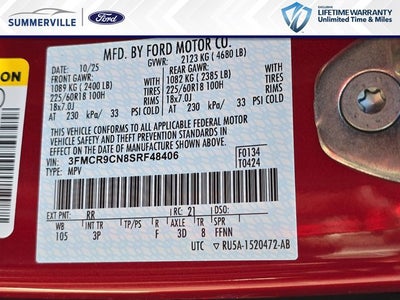 SUMMERVILLE
Ford
EXCLUSIVE
LIFETIME WARRANTY
Unlimited Time & Miles
MFD. BY FORD MOTOR CO.
10/25
GVWR: 2123 KG ( 4680 LB)
FRONT GAWR:
REAR GAWR:
1089 KG ( 2400 LB)
1082 KG ( 2385 LB)
225/60R18 100H
TIRES
225/60R18 100H
18x7.0J
RIMS
18x7.0J
AT 230 kPa/ 33 PSI COLD
AT 230 kPa/ 33 PSI COLD
THIS VEHICLE CONFORMS TO ALL APPLICABLE FEDERAL MOTOR
VEHICLE SAFETY, BUMPER, AND THEFT
PREVENTION STANDARDS IN EFFECT ON THE
DATE OF MANUFACTURE SHOWN ABOVE.
VIN: 3FMCR9CN8SRF48406
TYPE: MPV
F0134
T0424
EXT PNT: RR
RC: 21
DSO:
WB
INT TR
TP/PS
R
AXLE
TR
SPR
105
3P
F
3D
8
FFNN
UTC
RU5A-1520472-AB
ON